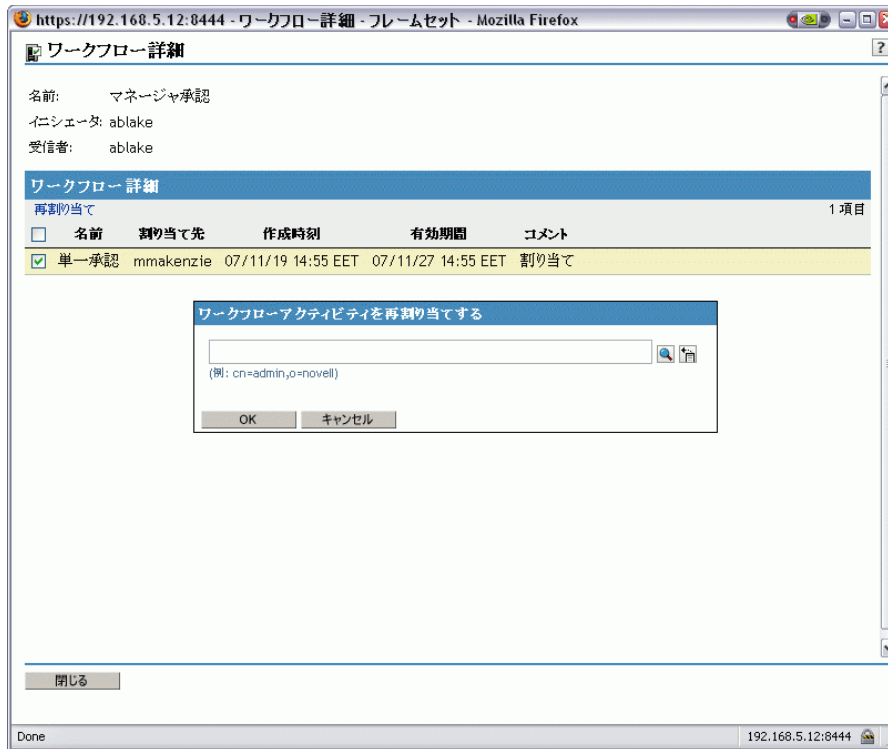 https://192.168.5.12:8444 - ワークフロー詳細 - フレームセット - Mozilla Firefox
ワークフロー詳細
?
名前: マネージャ承認
イニシエータ: ablake
受信者: ablake
ワークフロー詳細
再割り当て 1 項目
名前 割り当て先 作成時刻 有効期間 コメント
単一承認 mmakenzie 07/11/19 14:55 EET 07/11/27 14:55 EET 割り当て
ワークフローアクティビティを再割り当てする
(例: cn=admin,o=novell)
OK キャンセル
閉じる
Done 192.168.5.12:8444